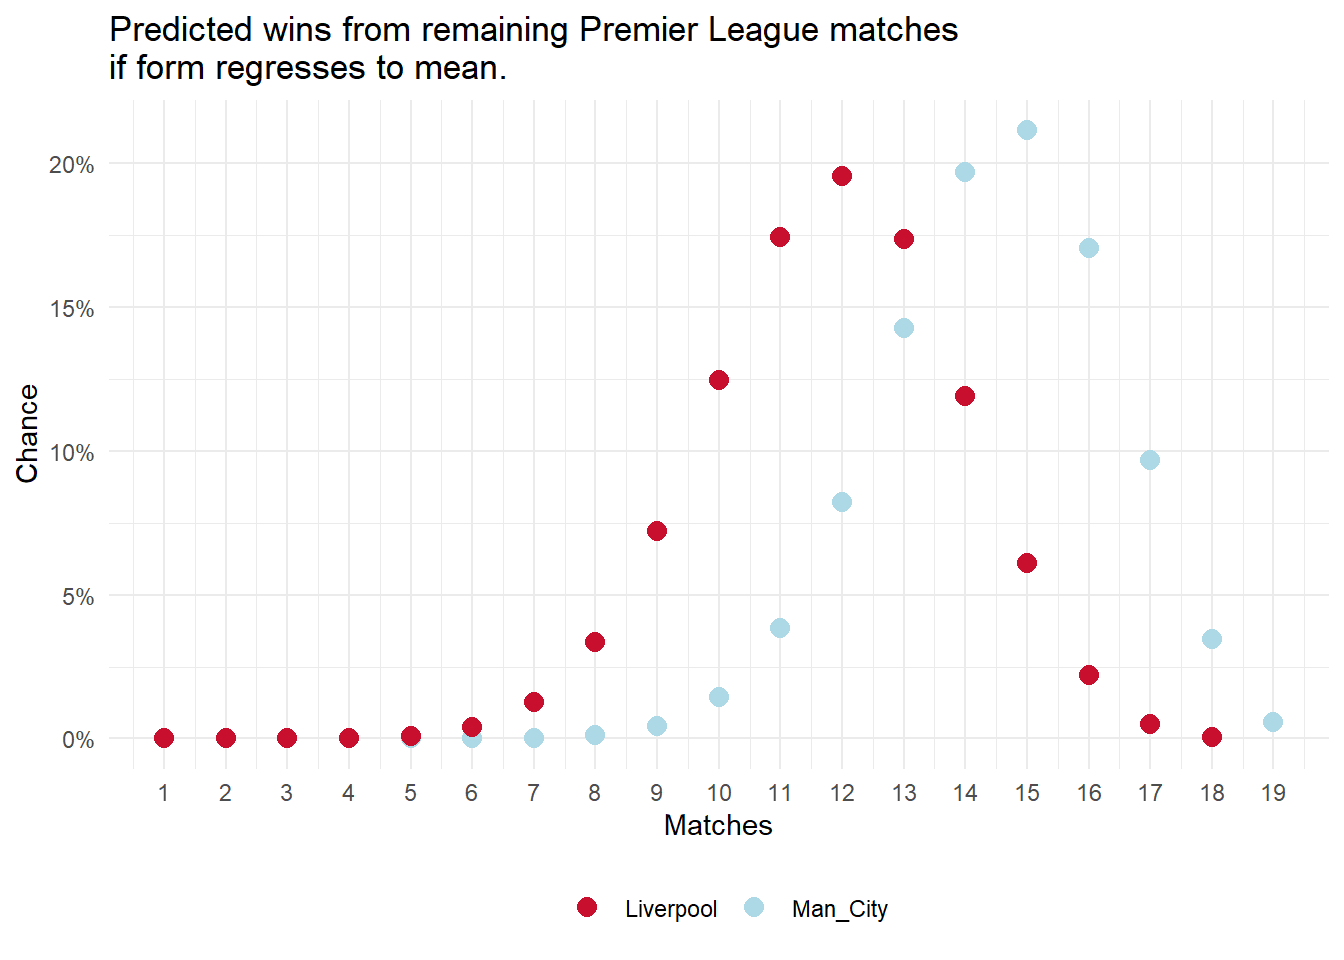 Predicted wins from remaining Premier League matches
if form regresses to mean.
Chance
20%
15%
10%
5%
0%
1 2 3 4 5 6 7 8 9 10 11 12 13 14 15 16 17 18 19
Matches
Liverpool Man_City